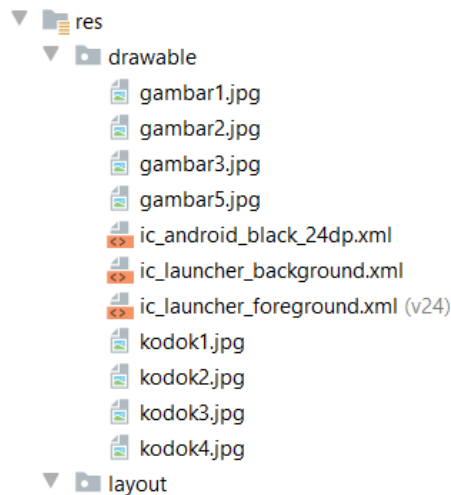 res
drawable
gambar1.jpg
gambar2.jpg
gambar3.jpg
gambar5.jpg
ic_android_black_24dp.xml
ic_launcher_background.xml
ic_launcher_foreground.xml (v24)
kodok1.jpg
kodok2.jpg
kodok3.jpg
kodok4.jpg
layout